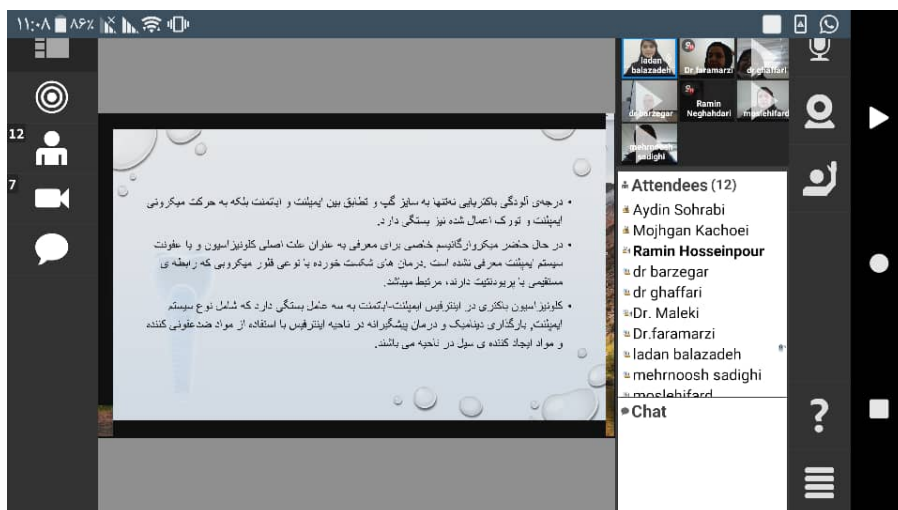 ۱۱:۰۸ ۸۶٪
12
7
• درجه‌ی آلودگی باکتریایی نه‌تنها به سایز گپ و تطابق بین ایمپلنت و اباتمنت بلکه به حرکت میکرونی
ایمپلنت و تورک اعمال شده نیز بستگی دارد.
• در حال حاضر میکروارگانیسم خاصی برای معرفی به عنوان علت اصلی کلونیزاسیون و یا عفونت
سیستم ایمپلنت معرفی نشده است .درمان های شکست خورده با نوعی فلور میکروبی که رابطه ی
مستقیمی با پریودنتیت دارند، مرتبط میباشد.
• کلونیزاسیون باکتری در اینترفیس ایمپلنت-اباتمنت به سه عامل بستگی دارد که شامل نوع سیستم
ایمپلنت, بارگذاری دینامیک و درمان پیشگیرانه در ناحیه اینترفیس با استفاده از مواد ضدعفونی کننده
و مواد ایجاد کننده ی سیل در ناحیه می باشند.
ladan
balazadeh
Dr.faramarzi
dr ghaffari
dr barzegar
Ramin
Neghahdari
moslehifard
mehrnoosh
sadighi
Attendees (12)
Aydin Sohrabi
Mojhgan Kachoei
Ramin Hosseinpour
dr barzegar
dr ghaffari
Dr. Maleki
Dr.faramarzi
ladan balazadeh
mehrnoosh sadighi
moslehifard
Chat
?